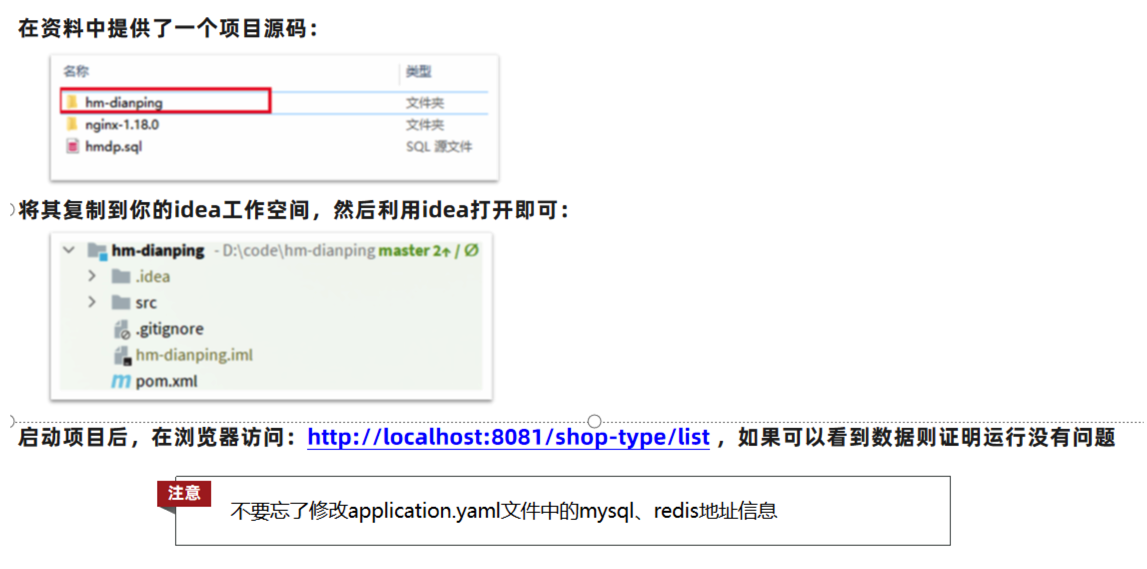 在资料中提供了一个项目源码：
名称 类型
hm-dianping 文件夹
nginx-1.18.0 文件夹
hmdp.sql SQL 源文件
将其复制到你的idea工作空间，然后利用idea打开即可：
hm-dianping - D:\code\hm-dianping master 2↑ / Ø
.idea
src
.gitignore
hm-dianping.iml
pom.xml
启动项目后，在浏览器访问：http://localhost:8081/shop-type/list ，如果可以看到数据则证明运行没有问题
注意
不要忘了修改application.yaml文件中的mysql、redis地址信息